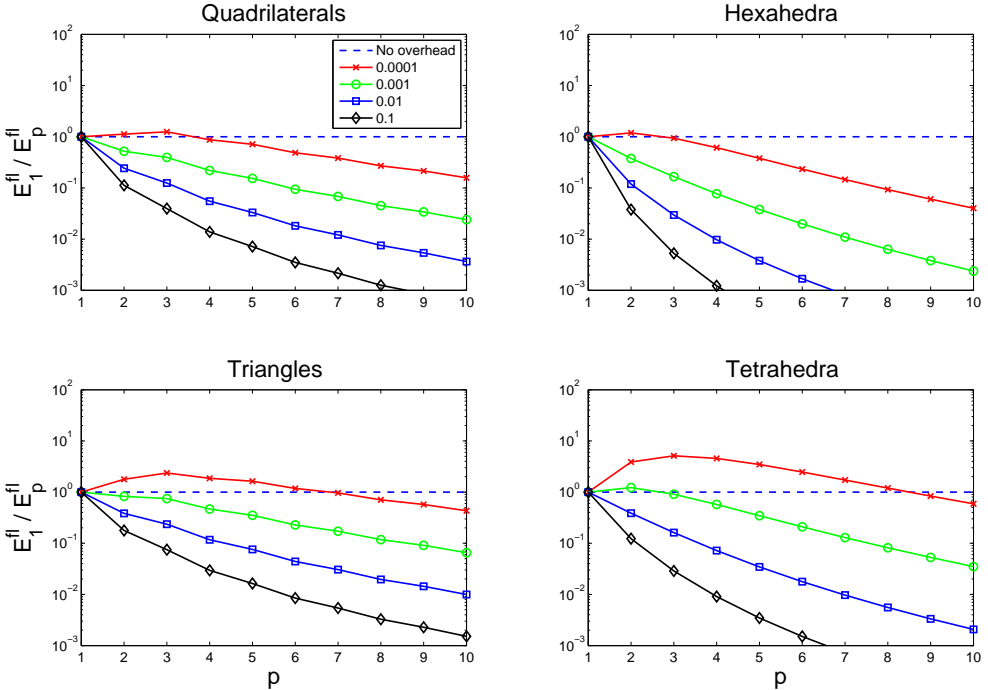 Quadrilaterals
E_1^fl / E_p^fl
10^2
10^1
10^0
10^−1
10^−2
10^−3
No overhead
0.0001
0.001
0.01
0.1
1 2 3 4 5 6 7 8 9 10
p
Hexahedra
10^2
10^1
10^0
10^−1
10^−2
10^−3
1 2 3 4 5 6 7 8 9 10
p
Triangles
E_1^fl / E_p^fl
10^2
10^1
10^0
10^−1
10^−2
10^−3
1 2 3 4 5 6 7 8 9 10
p
Tetrahedra
10^2
10^1
10^0
10^−1
10^−2
10^−3
1 2 3 4 5 6 7 8 9 10
p